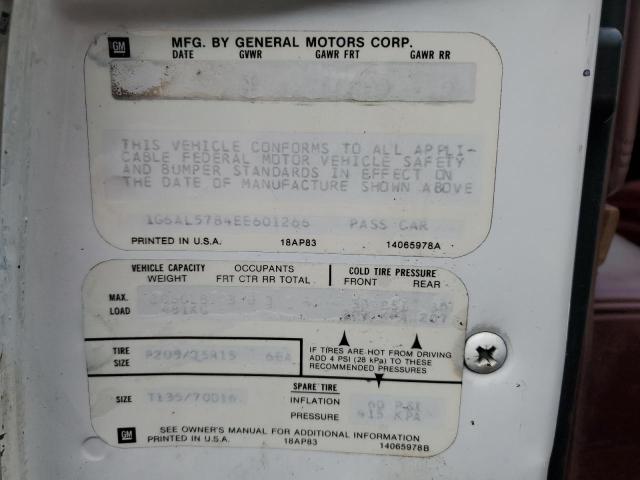 GM MFG. BY GENERAL MOTORS CORP.
DATE GVWR GAWR FRT GAWR RR
THIS VEHICLE CONFORMS TO ALL APPLI-
CABLE FEDERAL MOTOR VEHICLE SAFETY
AND BUMPER STANDARDS IN EFFECT ON
THE DATE OF MANUFACTURE SHOWN ABOVE
1G6AL5784EE601266 PASS CAR
PRINTED IN U.S.A. 18AP83 14065978A
VEHICLE CAPACITY OCCUPANTS COLD TIRE PRESSURE
WEIGHT FRT CTR RR TOTAL FRONT REAR
MAX.
LOAD
TIRE
SIZE
IF TIRES ARE HOT FROM DRIVING
ADD 4 PSI (28 kPa) TO THESE
RECOMMENDED PRESSURES
SPARE TIRE
SIZE INFLATION 60 PSI
PRESSURE 415 KPA
SEE OWNER'S MANUAL FOR ADDITIONAL INFORMATION
GM PRINTED IN U.S.A. 18AP83 14065978B